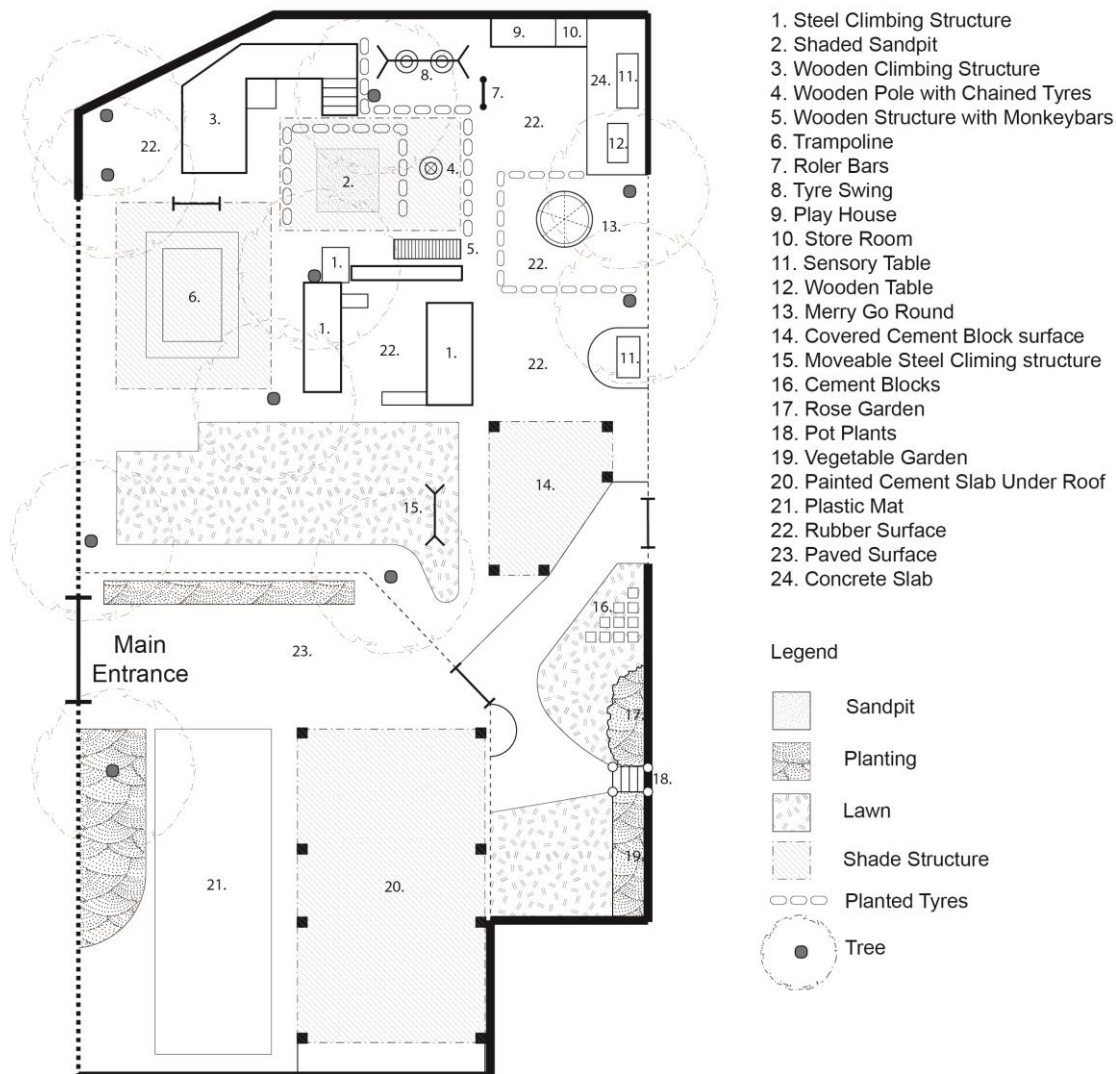 1. Steel Climbing Structure
2. Shaded Sandpit
3. Wooden Climbing Structure
4. Wooden Pole with Chained Tyres
5. Wooden Structure with Monkeybars
6. Trampoline
7. Roler Bars
8. Tyre Swing
9. Play House
10. Store Room
11. Sensory Table
12. Wooden Table
13. Merry Go Round
14. Covered Cement Block surface
15. Moveable Steel Climing structure
16. Cement Blocks
17. Rose Garden
18. Pot Plants
19. Vegetable Garden
20. Painted Cement Slab Under Roof
21. Plastic Mat
22. Rubber Surface
23. Paved Surface
24. Concrete Slab
Legend
Sandpit
Planting
Lawn
Shade Structure
Planted Tyres
Tree
9.
10.
8.
24.
11.
7.
3.
22.
22.
12.
4.
2.
13.
5.
1.
22.
6.
1.
22.
1.
22.
11.
14.
15.
16.
Main
Entrance
23.
17.
18.
19.
21.
20.